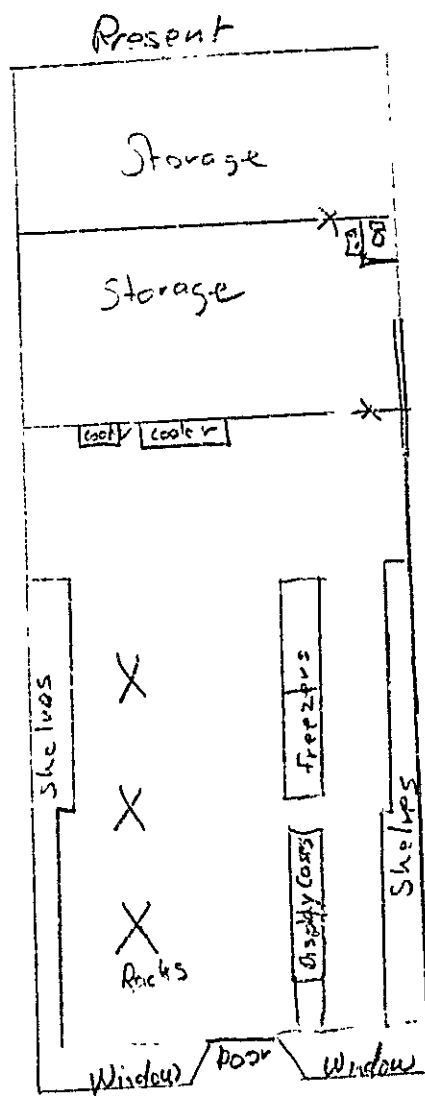 Present
Storage
Storage
cooler cooler
Shelves
Freezers
Shelves
Display Cases
Racks
Window Door Window